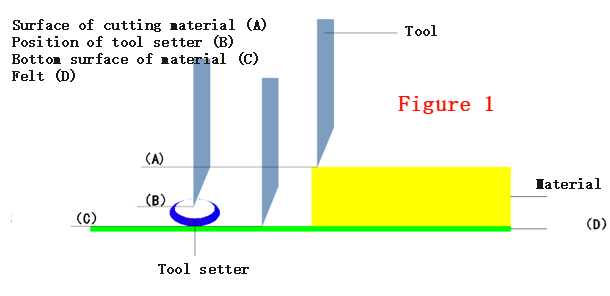 Surface of cutting material (A)
Position of tool setter (B)
Bottom surface of material (C)
Felt (D)
Tool
Figure 1
(A)
Material
(B)
(C)
(D)
Tool setter